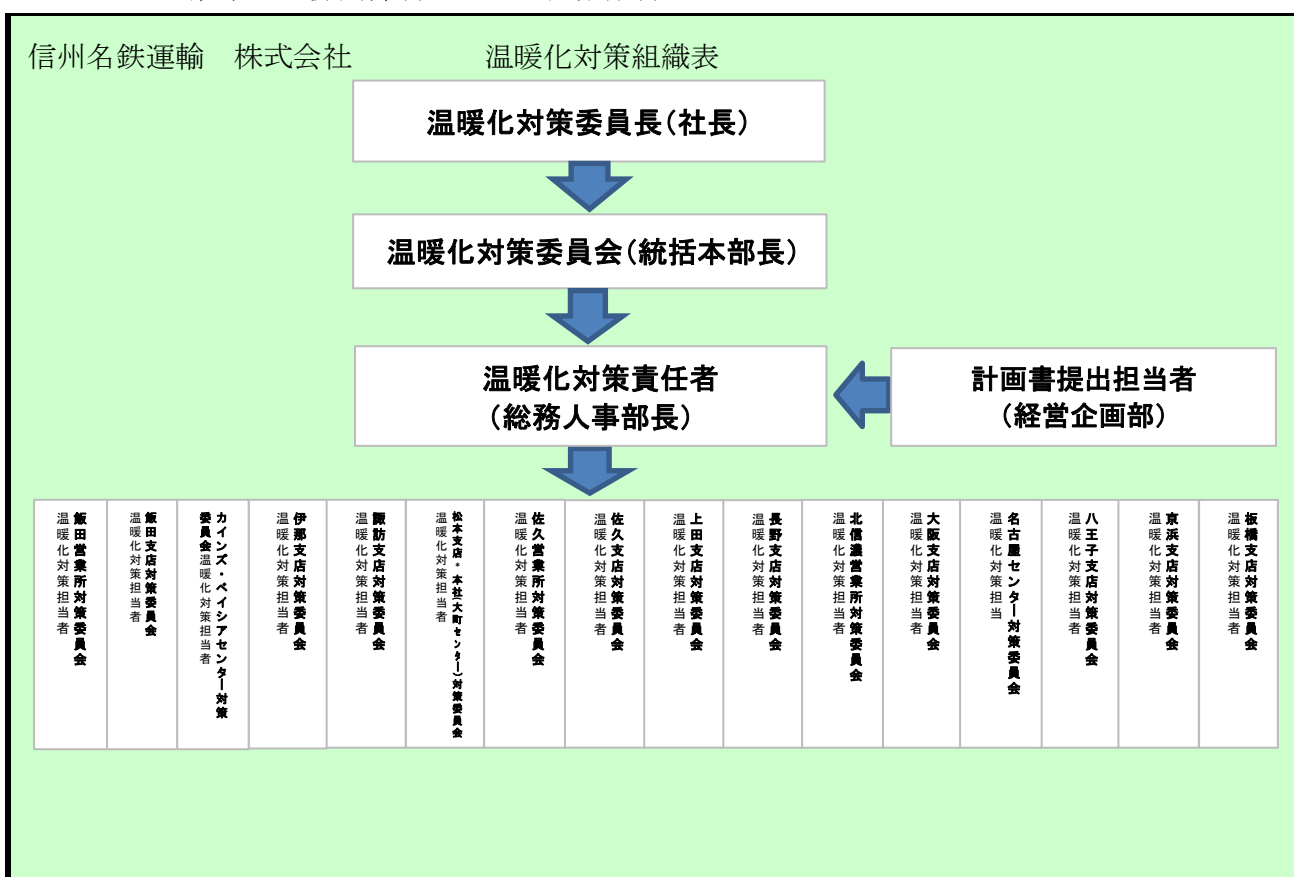 信州名鉄運輸　株式会社　　　　　温暖化対策組織表
温暖化対策委員長（社長）
温暖化対策委員会（統括本部長）
温暖化対策責任者
（総務人事部長）
計画書提出担当者
（経営企画部）
板橋支店対策委員会
温暖化対策担当者
京浜支店対策委員会
温暖化対策担当者
八王子支店対策委員会
温暖化対策担当者
名古屋センター対策委員会
温暖化対策担当
大阪支店対策委員会
温暖化対策担当者
北信濃営業所対策委員会
温暖化対策担当者
長野支店対策委員会
温暖化対策担当者
上田支店対策委員会
温暖化対策担当者
佐久支店対策委員会
温暖化対策担当者
佐久営業所対策委員会
温暖化対策担当者
松本支店・本社（大町センター）対策委員会
温暖化対策担当者
諏訪支店対策委員会
温暖化対策担当者
伊那支店対策委員会
温暖化対策担当者
カインズ・ベイシアセンター対策
委員会温暖化対策担当者
飯田支店対策委員会
温暖化対策担当者
飯田営業所対策委員会
温暖化対策担当者